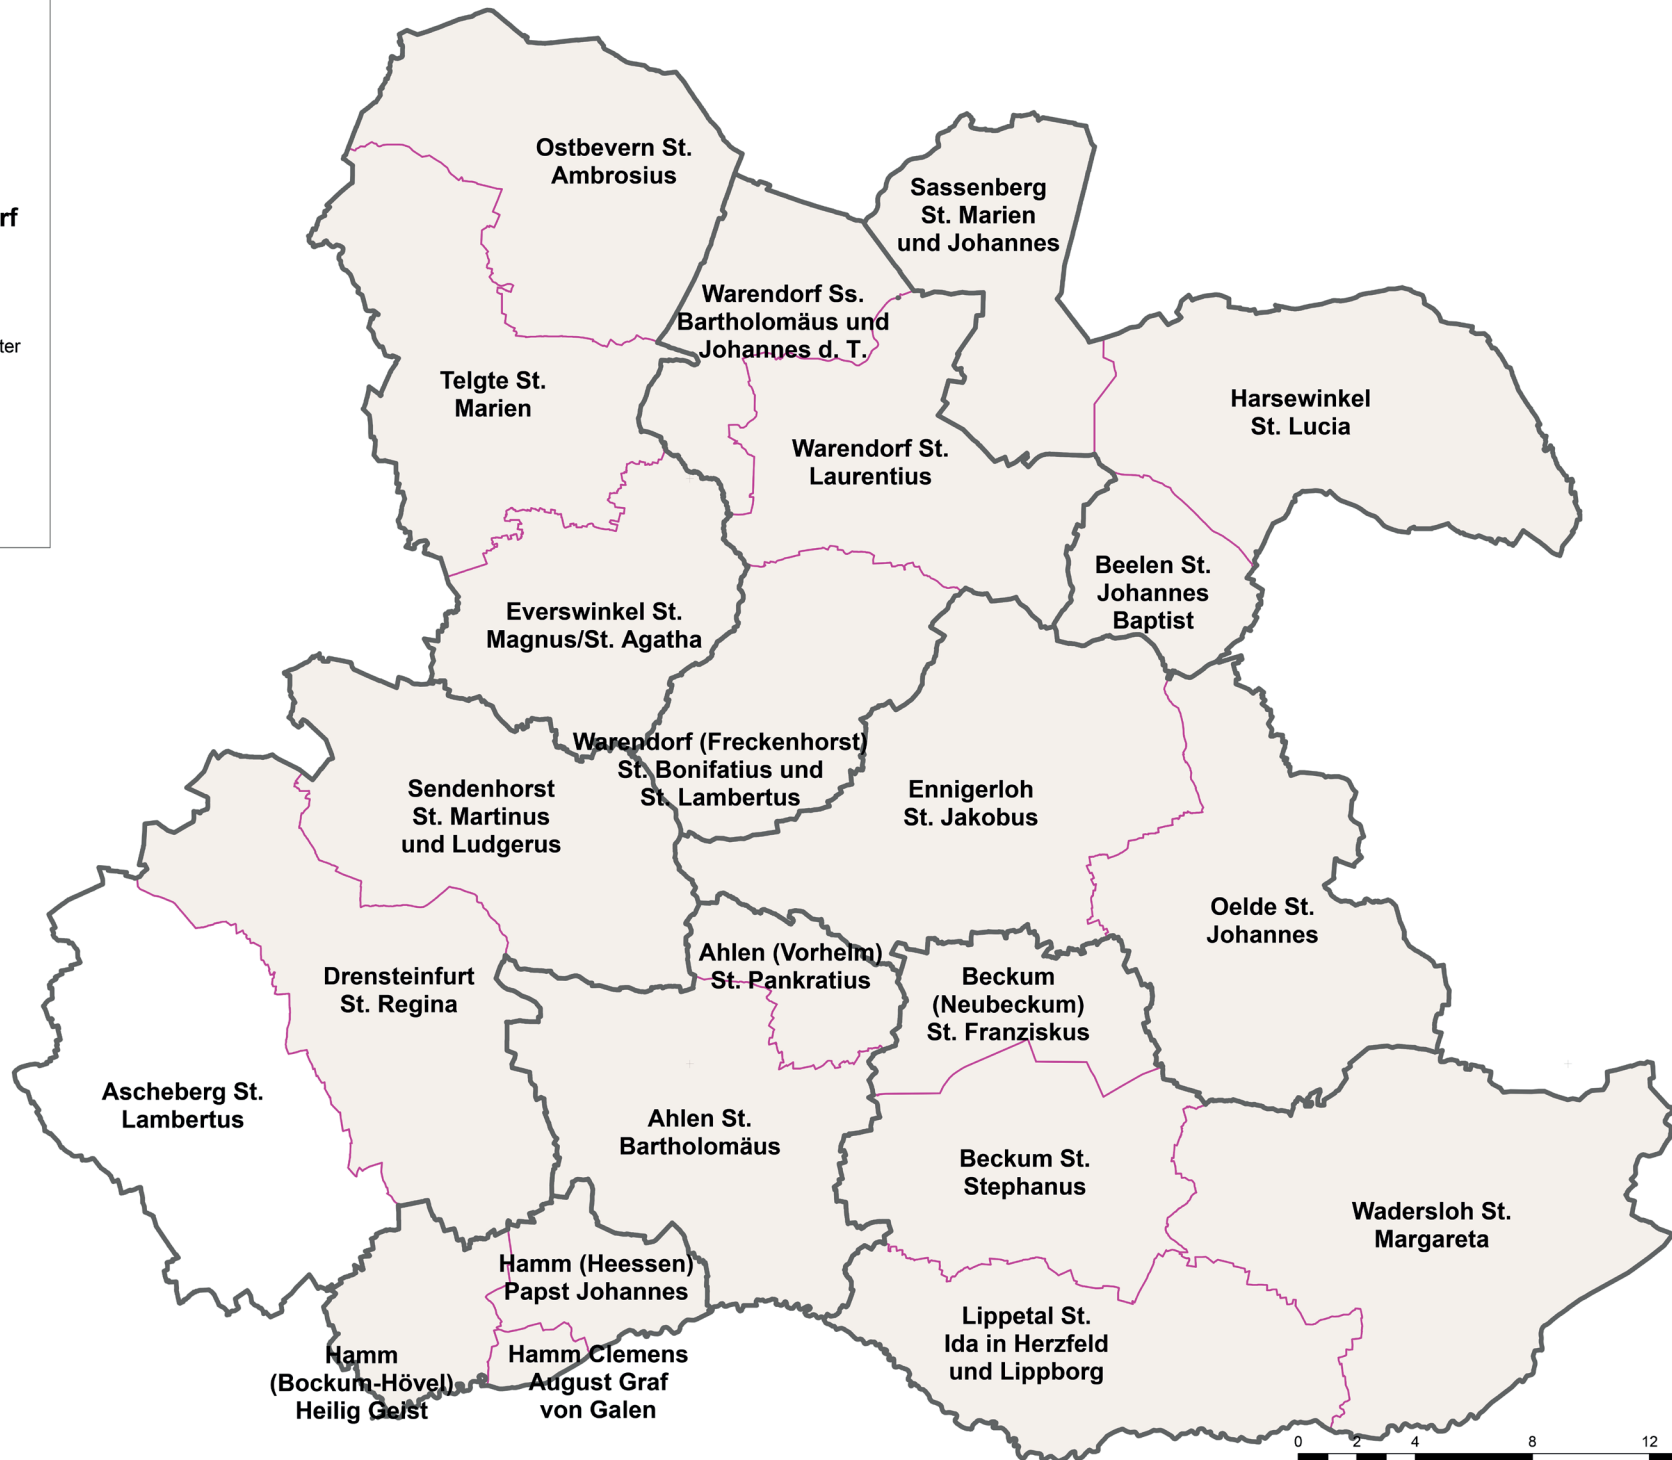 rf
ter
Ostbevern St.
Ambrosius
Sassenberg
St. Marien
und Johannes
Warendorf Ss.
Bartholomäus und
Johannes d. T.
Telgte St.
Marien
Harsewinkel
St. Lucia
Warendorf St.
Laurentius
Beelen St.
Johannes
Baptist
Everswinkel St.
Magnus/St. Agatha
Warendorf (Freckenhorst)
St. Bonifatius und
St. Lambertus
Sendenhorst
St. Martinus
und Ludgerus
Ennigerloh
St. Jakobus
Oelde St.
Johannes
Ahlen (Vorhelm)
St. Pankratius
Drensteinfurt
St. Regina
Beckum
(Neubeckum)
St. Franziskus
Ascheberg St.
Lambertus
Ahlen St.
Bartholomäus
Beckum St.
Stephanus
Wadersloh St.
Margareta
Hamm (Heessen)
Papst Johannes
Lippetal St.
Ida in Herzfeld
und Lippborg
Hamm
(Bockum-Hövel)
Heilig Geist
Hamm Clemens
August Graf
von Galen
0 2 4 8 12